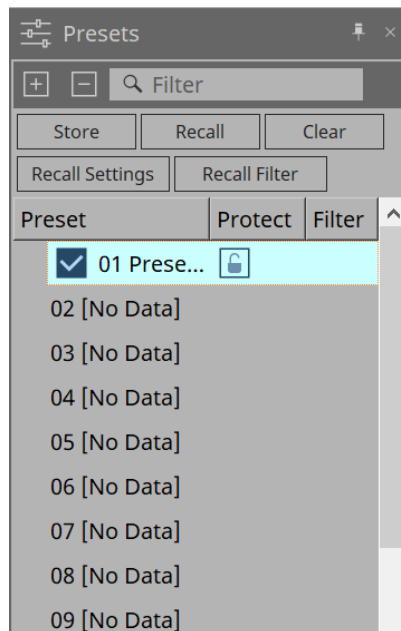 Presets
Filter
Store Recall Clear
Recall Settings Recall Filter
Preset Protect Filter
01 Prese...
02 [No Data]
03 [No Data]
04 [No Data]
05 [No Data]
06 [No Data]
07 [No Data]
08 [No Data]
09 [No Data]